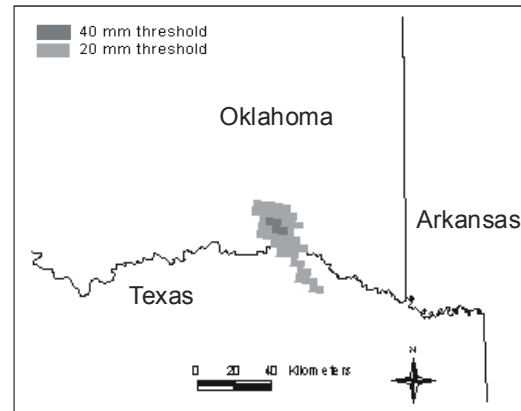 40 mm threshold
20 mm threshold
Oklahoma
Arkansas
Texas
N
0 20 40 Kilometers